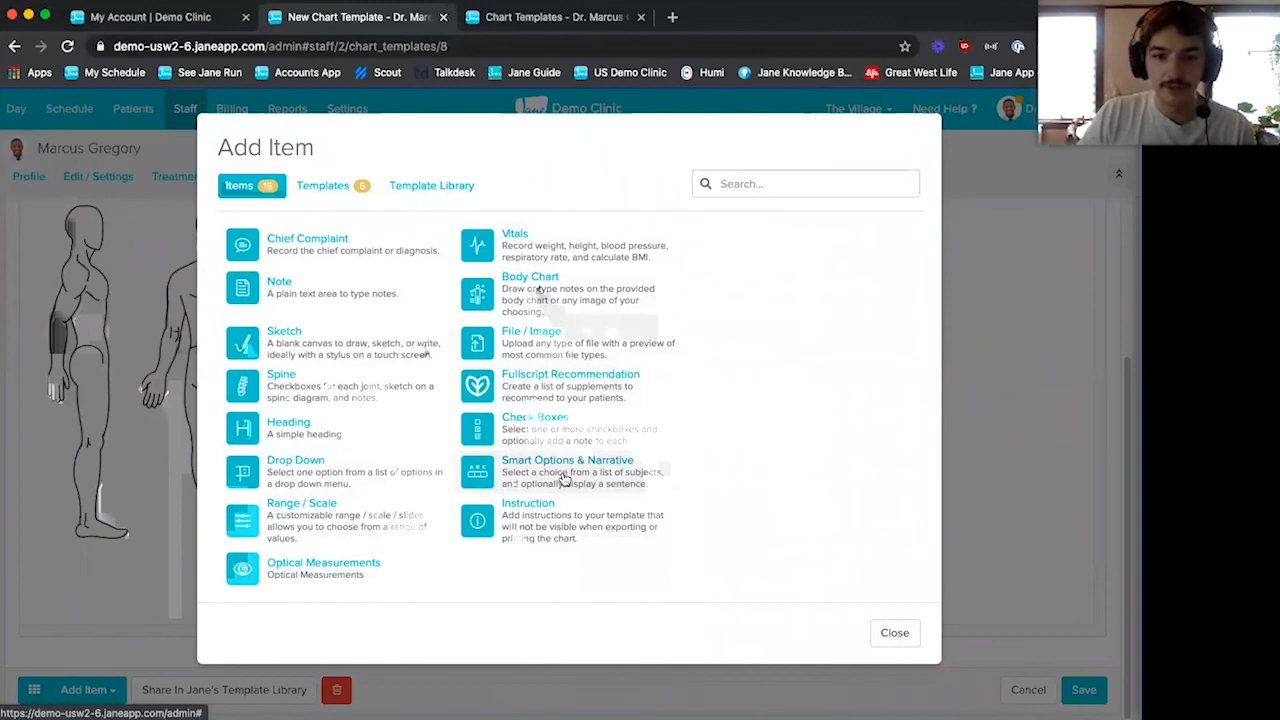 My Account | Demo Clinic
New Chart Template - Dr. Marc
Chart Templates - Dr. Marcus
demo-usw2-6.janeapp.com/admin#staff/2/chart_templates/8
Apps
My Schedule
See Jane Run
Accounts App
Scout
Talkdesk
Jane Guide
US Demo Clinic
Humi
Jane Knowledge B...
Great West Life
Jane App
Day
Schedule
Patients
Staff
Billing
Reports
Settings
Demo Clinic
The Village
Need Help ?
Marcus Gregory
Profile
Edit / Settings
Add Item
Items 15
Templates 5
Template Library
Search...
Chief Complaint
Record the chief complaint or diagnosis.
Note
A plain text area to type notes.
Sketch
A blank canvas to draw, sketch, or write,
ideally with a stylus on a touch screen.
Spine
Checkboxes for each joint, sketch on a
spine diagram, and notes.
Heading
A simple heading
Drop Down
Select one option from a list of options in
a drop down menu.
Range / Scale
A customizable range / scale / slider
allows you to choose from a range of
values.
Optical Measurements
Optical Measurements
Vitals
Record weight, height, blood pressure,
respiratory rate, and calculate BMI.
Body Chart
Draw or type notes on the provided
body chart or any image of your
choosing.
File / Image
Upload any type of file with a preview of
most common file types.
Fullscript Recommendation
Create a list of supplements to
recommend to your patients.
Check Boxes
Select one or more checkboxes and
optionally add a note to each.
Smart Options & Narrative
Select a choice from a list of subjects,
and optionally display a sentence.
Instruction
Add instructions to your template that
will not be visible when exporting or
printing the chart.
Close
Add Item
Share In Jane's Template Library
Cancel
Save
https://demo-usw2-6.janeapp.com/admin#